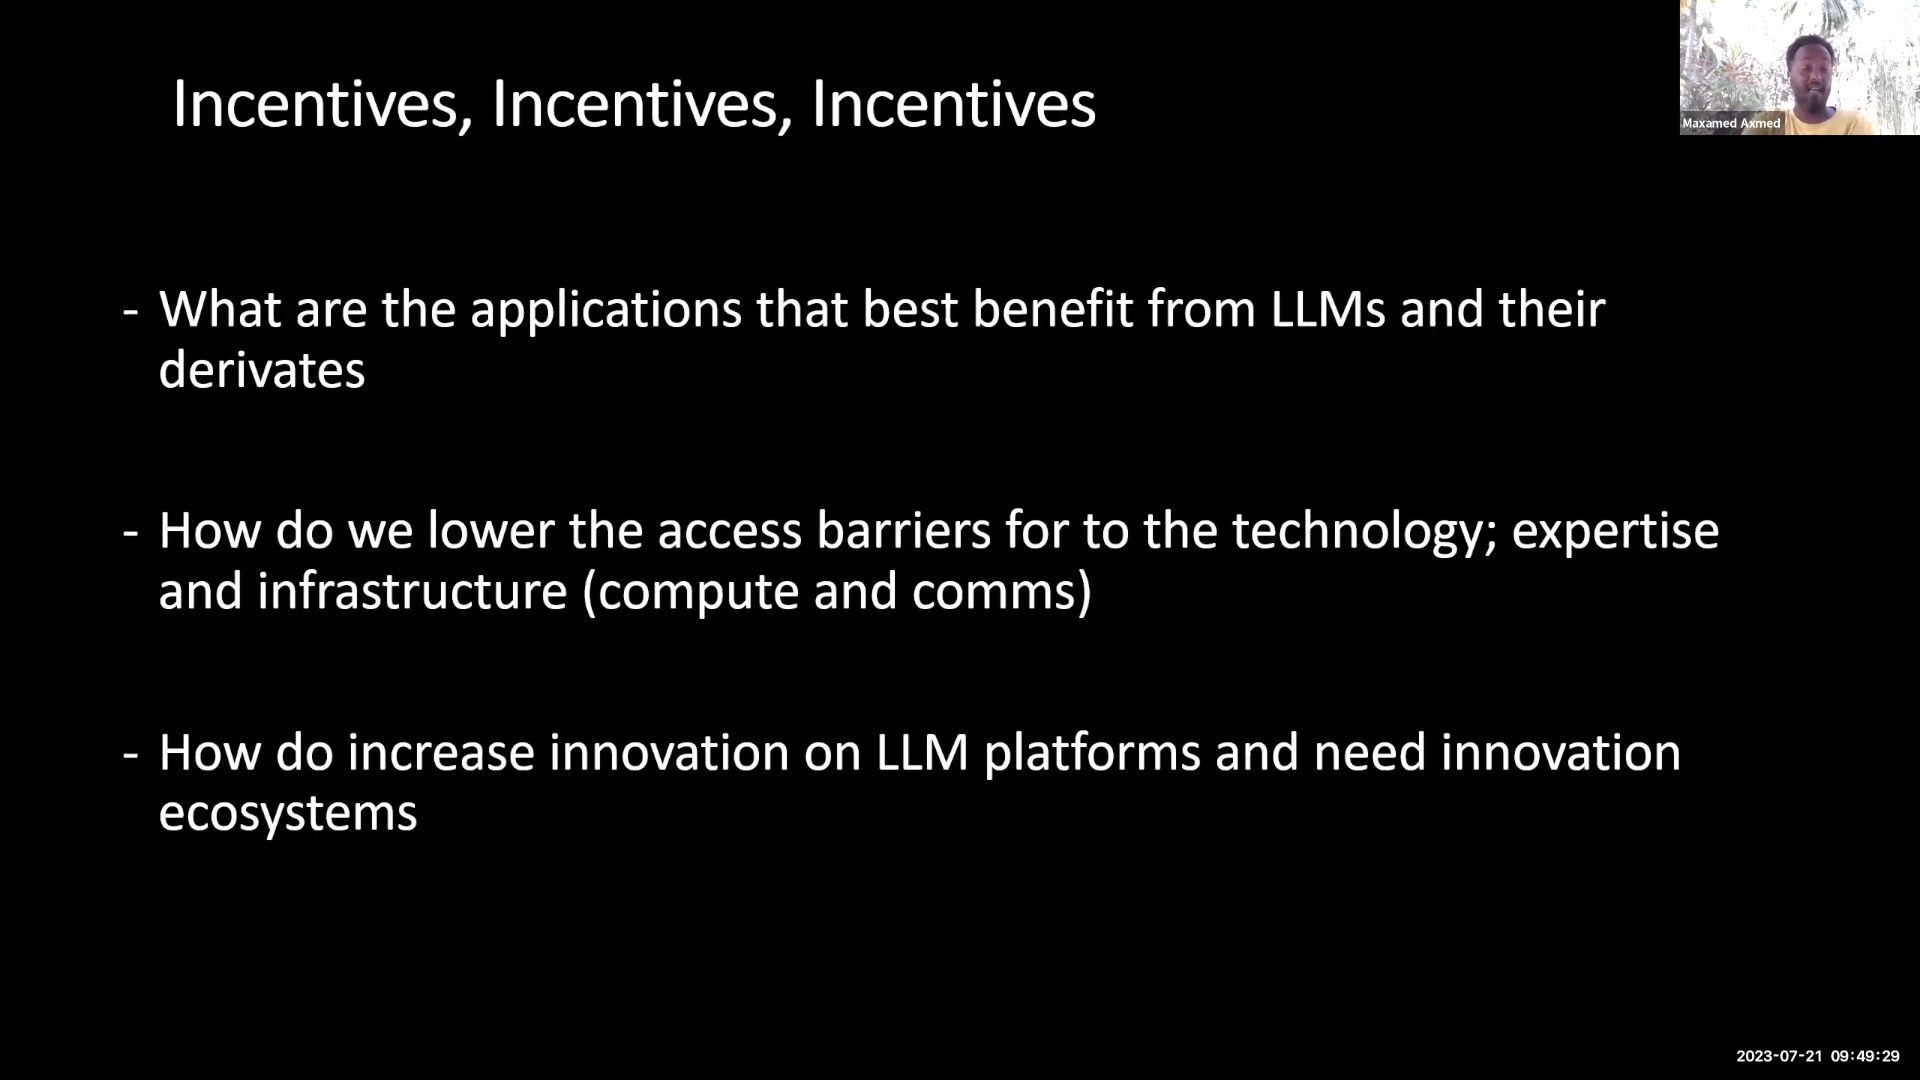 Incentives, Incentives, Incentives
Maxamed Axmed
- What are the applications that best benefit from LLMs and their
derivates
- How do we lower the access barriers for to the technology; expertise
and infrastructure (compute and comms)
- How do increase innovation on LLM platforms and need innovation
ecosystems
2023-07-21 09:49:29